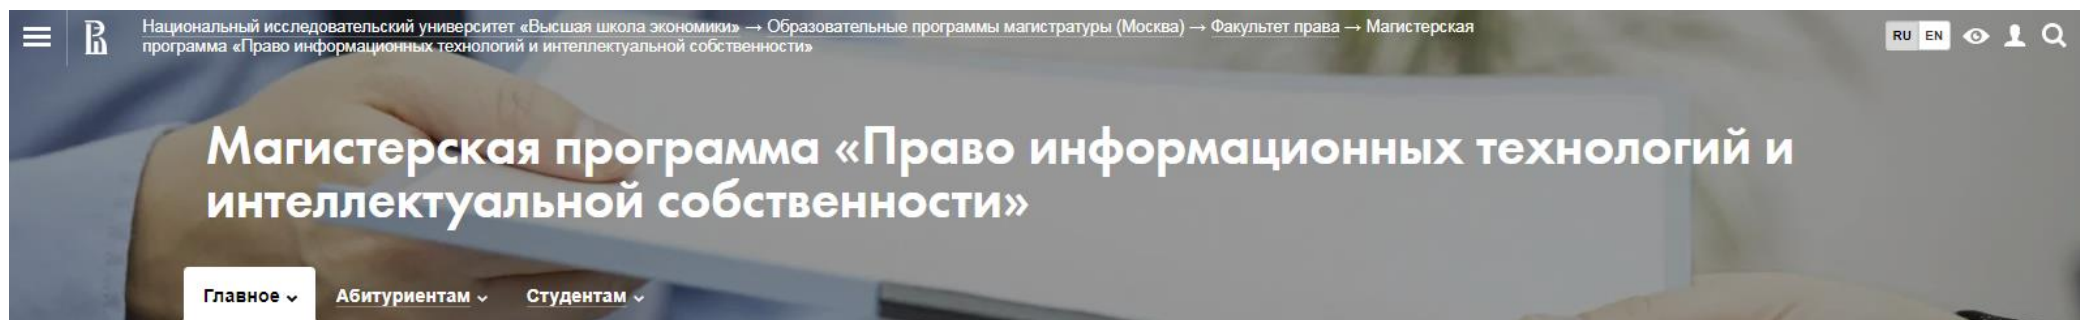 Национальный исследовательский университет «Высшая школа экономики» → Образовательные программы магистратуры (Москва) → Факультет права → Магистерская
программа «Право информационных технологий и интеллектуальной собственности»
RU EN
Магистерская программа «Право информационных технологий и
интеллектуальной собственности»
Главное Абитуриентам Студентам